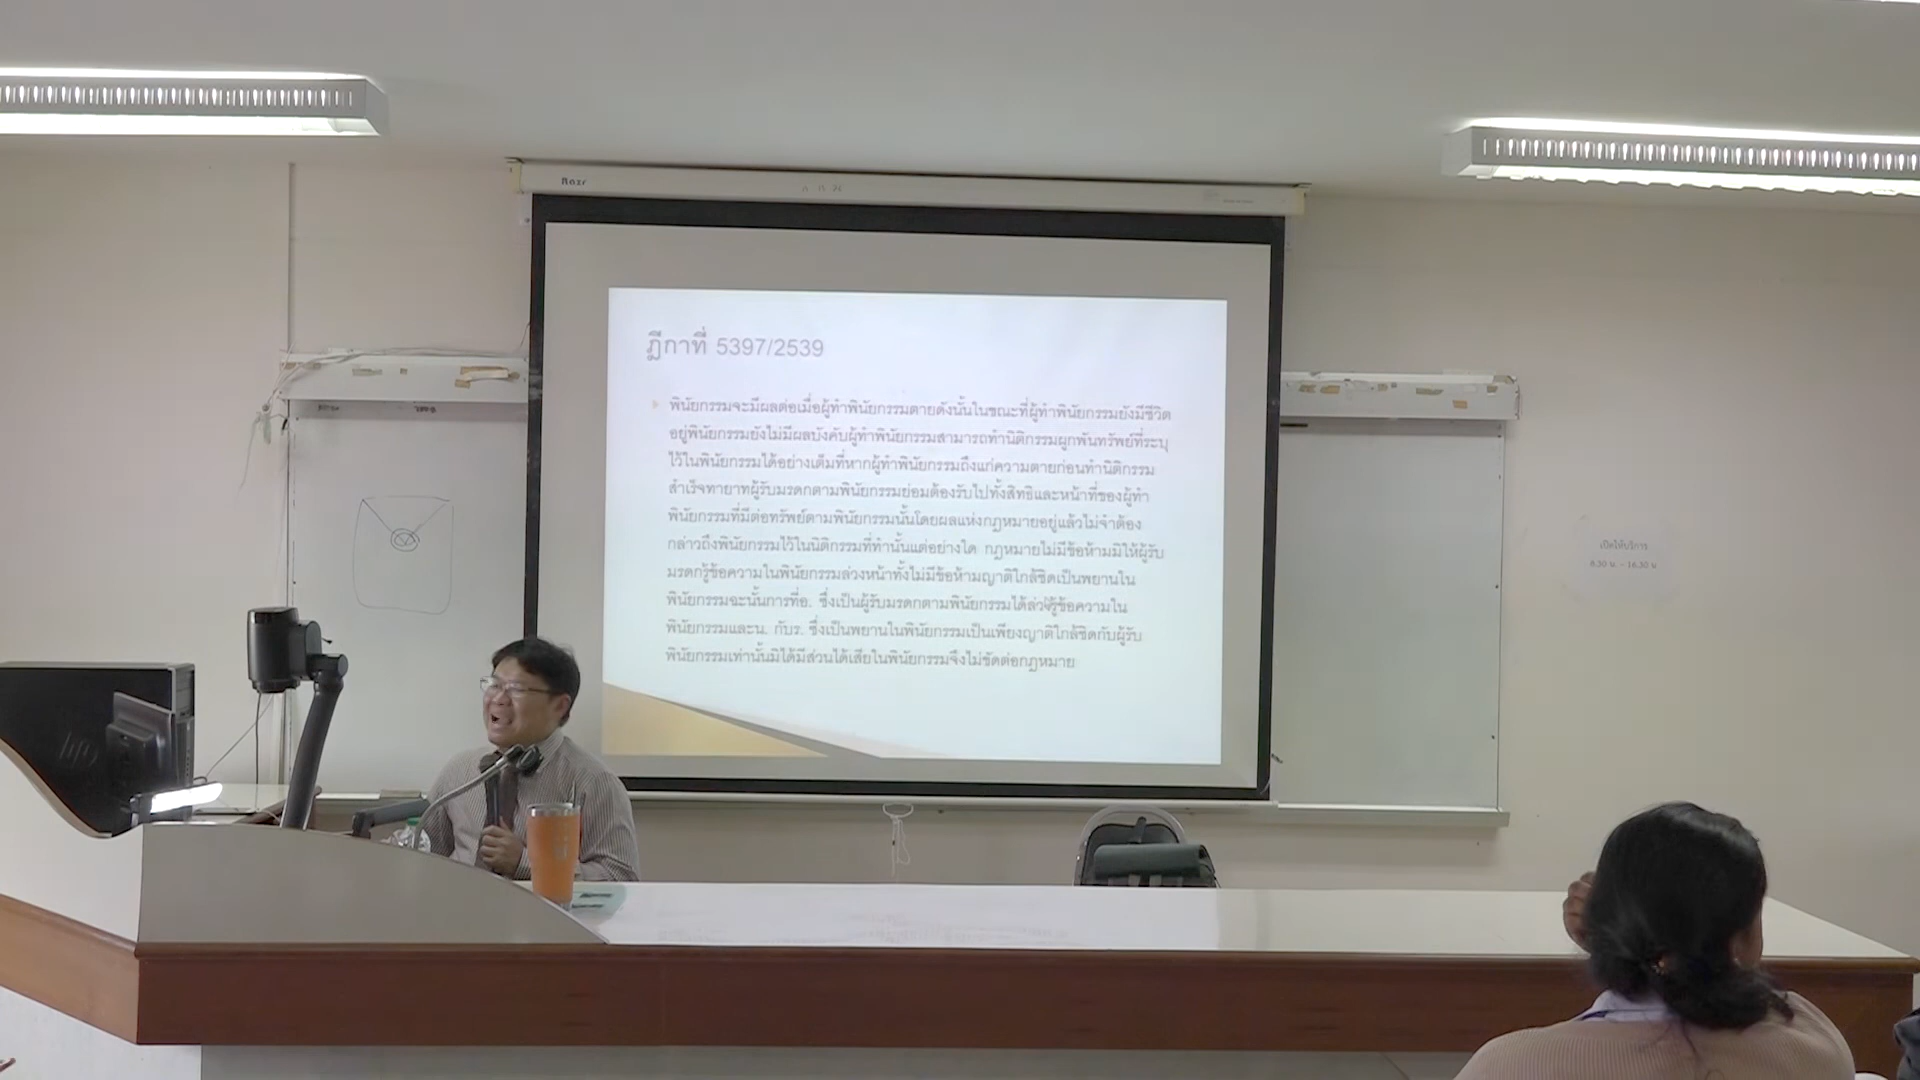 ฎีกาที่ 5397/2539
พินัยกรรมจะมีผลต่อเมื่อผู้ทำพินัยกรรมตายดังนั้นในขณะที่ผู้ทำพินัยกรรมยังมีชีวิต
อยู่พินัยกรรมยังไม่มีผลบังคับผู้ทำพินัยกรรมสามารถทำนิติกรรมผูกพันทรัพย์ที่ระบุ
ไว้ในพินัยกรรมได้อย่างเต็มที่หากผู้ทำพินัยกรรมถึงแก่ความตายก่อนทำนิติกรรม
สำเร็จทายาทผู้รับมรดกตามพินัยกรรมย่อมต้องรับไปทั้งสิทธิและหน้าที่ของผู้ทำ
พินัยกรรมที่มีต่อทรัพย์ตามพินัยกรรมนั้นโดยผลแห่งกฎหมายอยู่แล้วไม่จำต้อง
กล่าวถึงพินัยกรรมไว้ในนิติกรรมที่ทำนั้นแต่อย่างใด กฎหมายไม่มีข้อห้ามมิให้ผู้รับ
มรดกรู้ข้อความในพินัยกรรมล่วงหน้าทั้งไม่มีข้อห้ามญาติใกล้ชิดเป็นพยานใน
พินัยกรรมฉะนั้นการที่อ. ซึ่งเป็นผู้รับมรดกตามพินัยกรรมได้ล่วงรู้ข้อความใน
พินัยกรรมและน. กับร. ซึ่งเป็นพยานในพินัยกรรมเป็นเพียงญาติใกล้ชิดกับผู้รับ
พินัยกรรมเท่านั้นมิได้มีส่วนได้เสียในพินัยกรรมจึงไม่ขัดต่อกฎหมาย
เปิดให้บริการ
8.30 น. – 16.30 น
hp